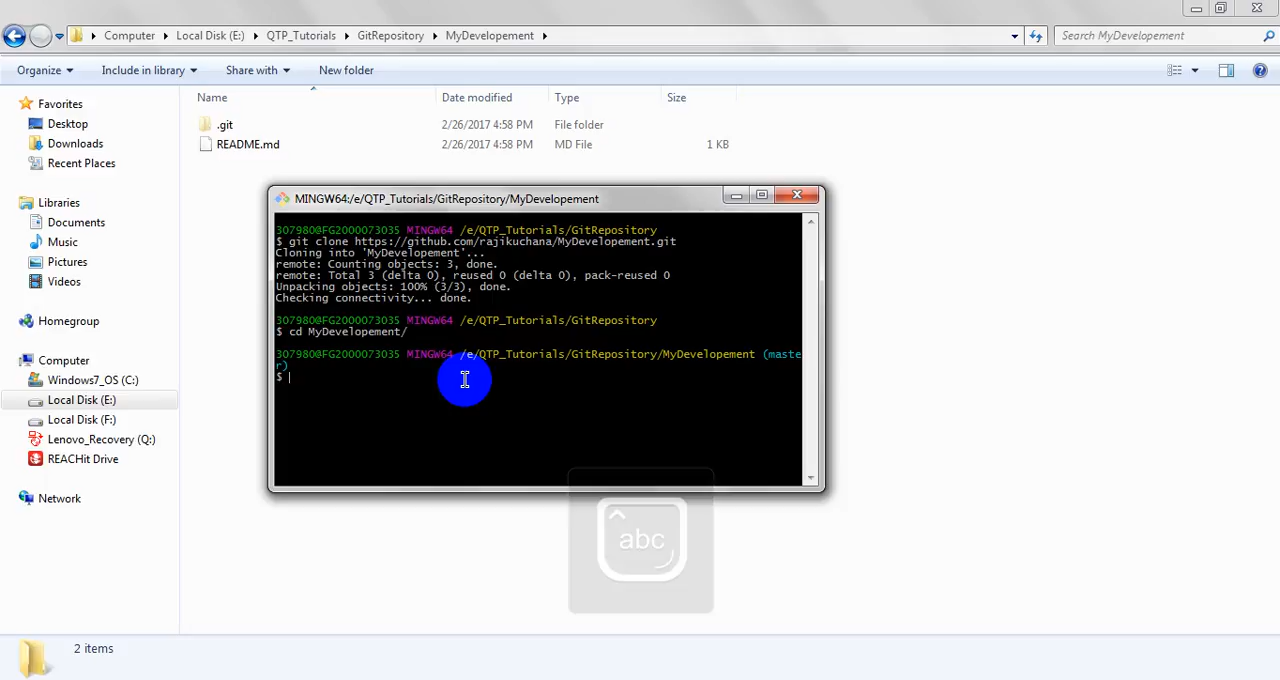 Computer Local Disk (E:) QTP_Tutorials GitRepository MyDevelopement Search MyDevelopement
Organize Include in library Share with New folder
Name Date modified Type Size
Favorites
Desktop
Downloads
Recent Places
Libraries
Documents
Music
Pictures
Videos
Homegroup
Computer
Windows7_OS (C:)
Local Disk (E:)
Local Disk (F:)
Lenovo_Recovery (Q:)
REACHit Drive
Network
.git 2/26/2017 4:58 PM File folder
README.md 2/26/2017 4:58 PM MD File 1 KB
MINGW64:/e/QTP_Tutorials/GitRepository/MyDevelopement
307980@FG2000073035 MINGW64 /e/QTP_Tutorials/GitRepository
$ git clone https://github.com/rajikuchana/MyDevelopement.git
Cloning into 'MyDevelopement'...
remote: Counting objects: 3, done.
remote: Total 3 (delta 0), reused 0 (delta 0), pack-reused 0
Unpacking objects: 100% (3/3), done.
Checking connectivity... done.
307980@FG2000073035 MINGW64 /e/QTP_Tutorials/GitRepository
$ cd MyDevelopement/
307980@FG2000073035 MINGW64 /e/QTP_Tutorials/GitRepository/MyDevelopement (maste
r)
$
abc
2 items